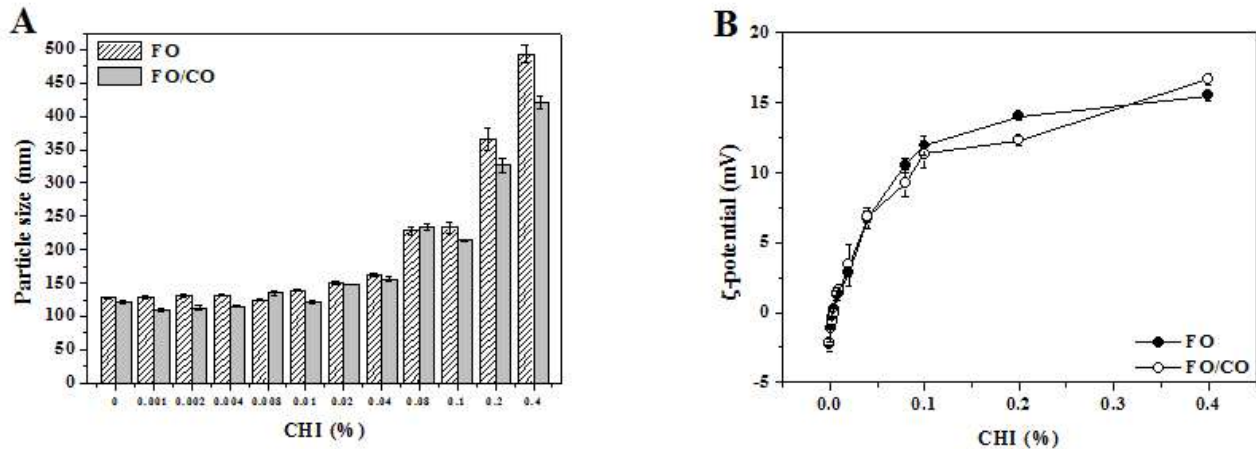 A
FO
FO/CO
500
450
400
350
300
250
200
150
100
50
0
Particle size (nm)
0 0.001 0.002 0.004 0.008 0.01 0.02 0.04 0.08 0.1 0.2 0.4
CHI (%)
B
20
15
10
5
0
-5
ζ-potential (mV)
FO
FO/CO
0.0 0.1 0.2 0.3 0.4
CHI (%)